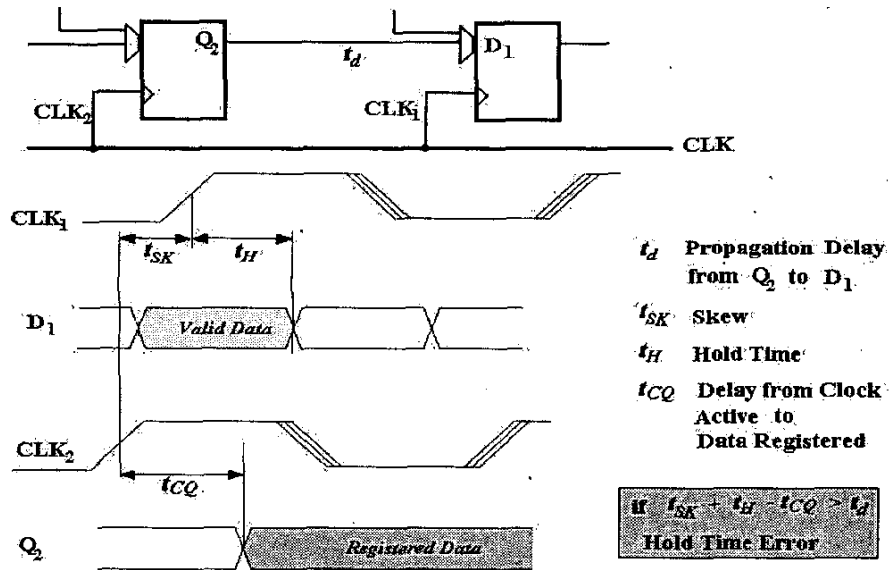 Q2
td
D1
CLK2
CLK1
CLK
CLK1
tSK
tH
D1
Valid Data
CLK2
tCQ
Q2
Registered Data
td Propagation Delay
from Q2 to D1
tSK Skew
tH Hold Time
tCQ Delay from Clock
Active to
Data Registered
if tSK + tH - tCQ > td
Hold Time Error